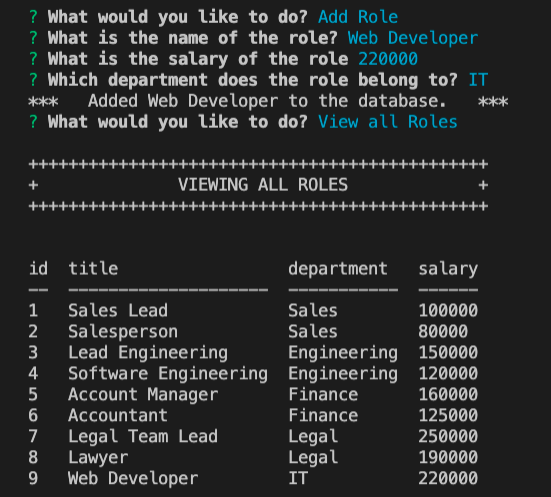 ? What would you like to do? Add Role
? What is the name of the role? Web Developer
? What is the salary of the role 220000
? Which department does the role belong to? IT
***   Added Web Developer to the database.   ***
? What would you like to do? View all Roles
++++++++++++++++++++++++++++++++++++++++++++++
+              VIEWING ALL ROLES             +
++++++++++++++++++++++++++++++++++++++++++++++
id  title                 department   salary
--  --------------------  -----------  ------
1   Sales Lead            Sales        100000
2   Salesperson           Sales        80000
3   Lead Engineering      Engineering  150000
4   Software Engineering  Engineering  120000
5   Account Manager       Finance      160000
6   Accountant            Finance      125000
7   Legal Team Lead       Legal        250000
8   Lawyer                Legal        190000
9   Web Developer         IT           220000